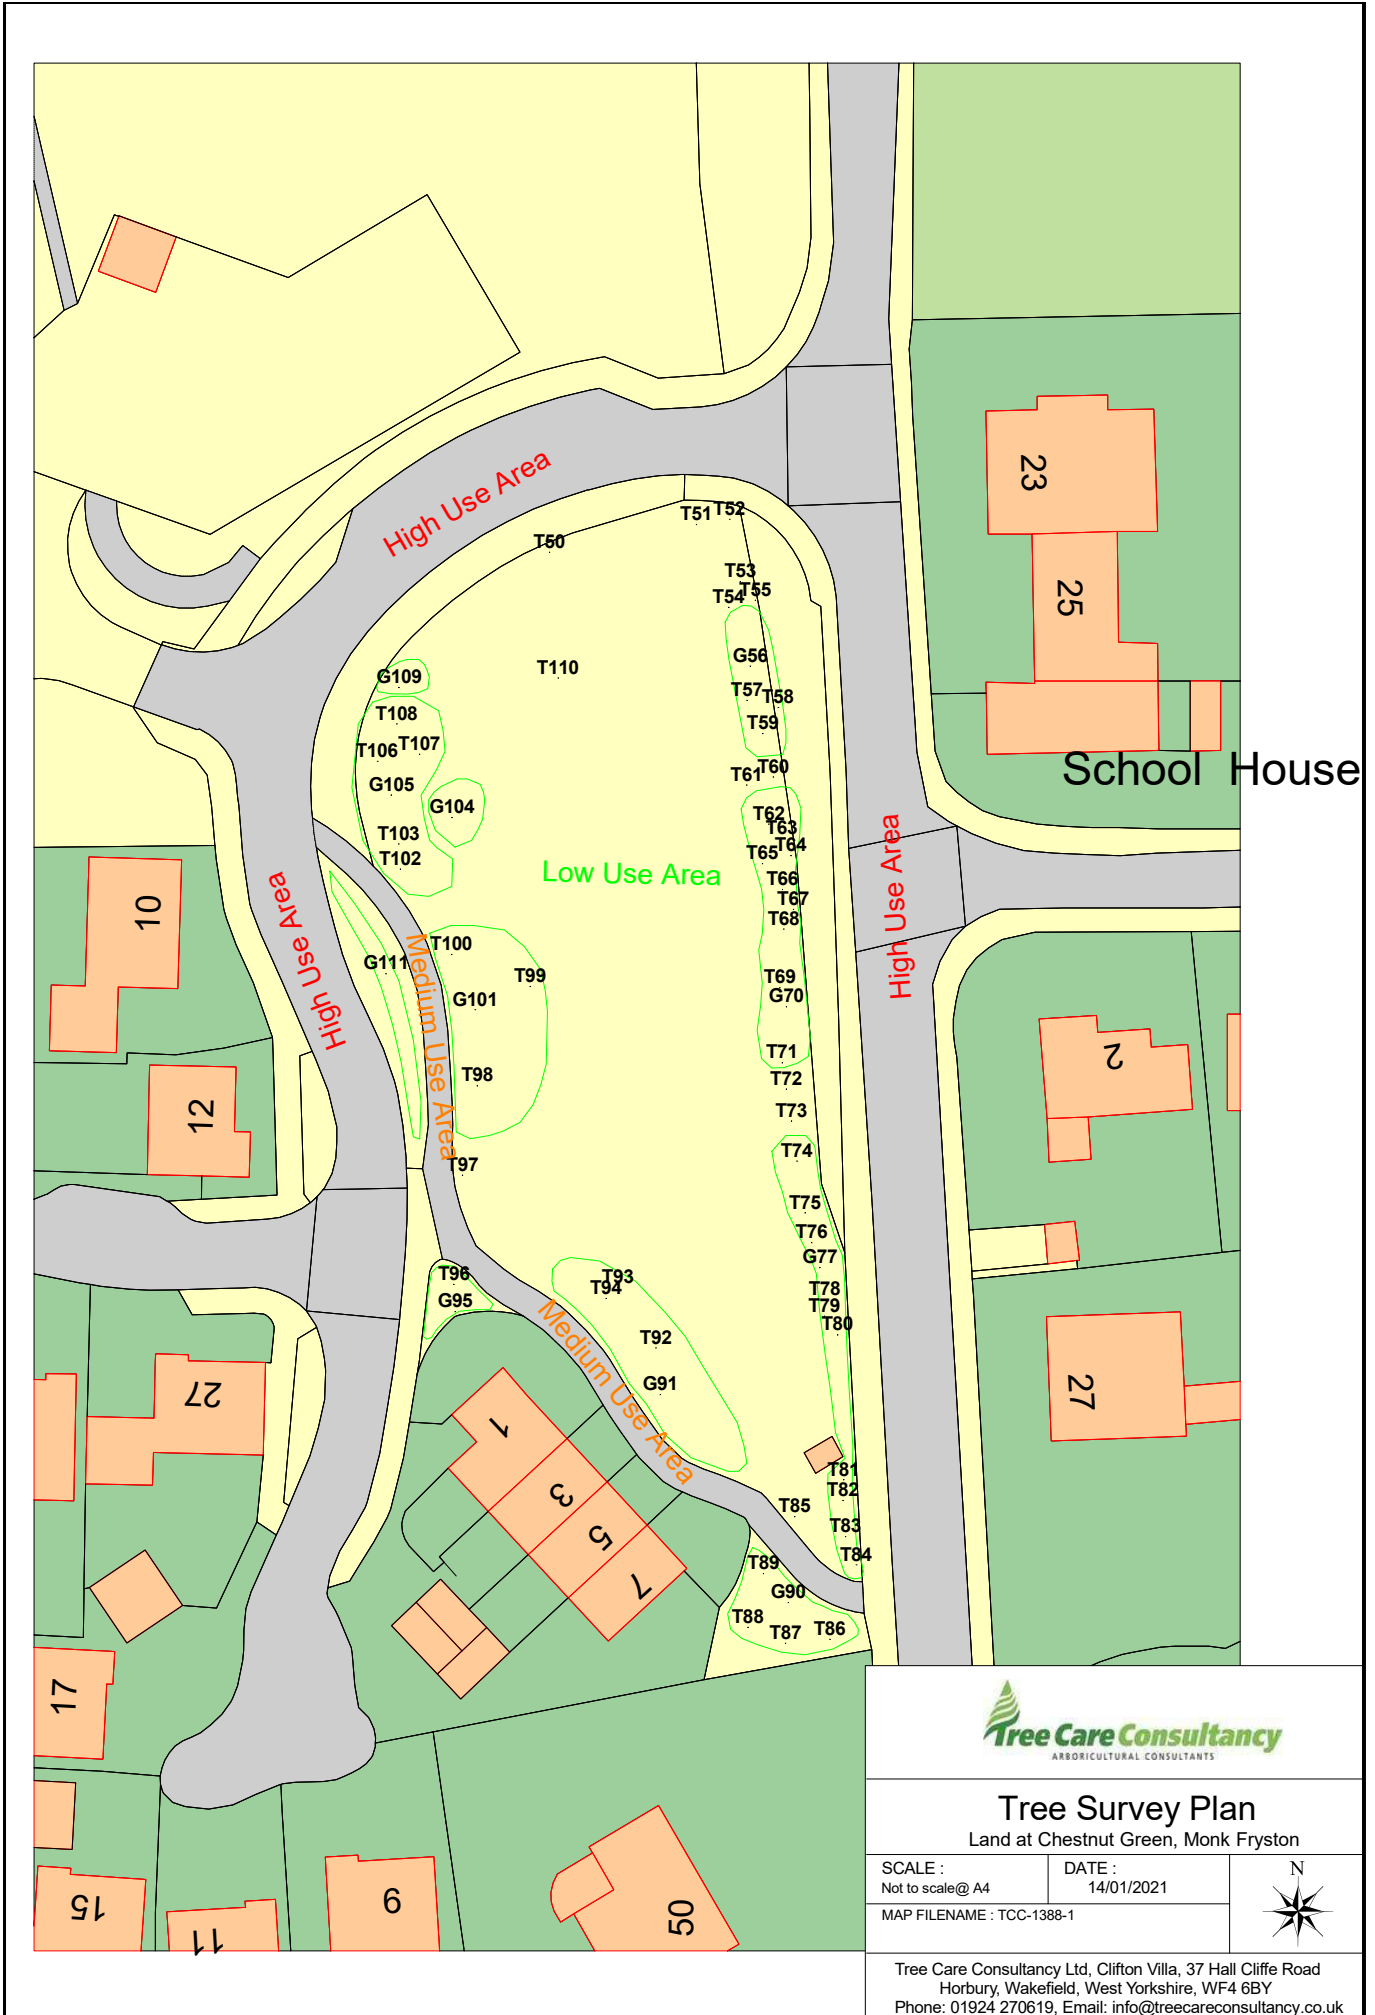 T51
T52
High Use Area
T50
23
T53
T55
T54
25
G56
T110
G109
T57
T58
T108
T59
T106
T107
School House
T60
T61
G105
G104
T62
T63
T103
T64
T65
T102
Low Use Area
High Use Area
T66
T67
10
T68
High Use Area
T100
G111
Medium Use Area
T99
T69
G101
G70
T71
2
T98
T72
12
T73
T74
T97
T75
T76
G77
T96
T93
T94
T78
G95
T79
T80
Medium Use Area
T92
G91
27
27
1
T81
3
T82
T85
5
T83
T84
7
T89
G90
T88
T87
T86
17
Tree Care Consultancy
ARBORICULTURAL CONSULTANTS
Tree Survey Plan
Land at Chestnut Green, Monk Fryston
SCALE :
Not to scale@ A4
DATE :
14/01/2021
N
MAP FILENAME : TCC-1388-1
15
11
9
50
Tree Care Consultancy Ltd, Clifton Villa, 37 Hall Cliffe Road
Horbury, Wakefield, West Yorkshire, WF4 6BY
Phone: 01924 270619, Email: info@treecareconsultancy.co.uk